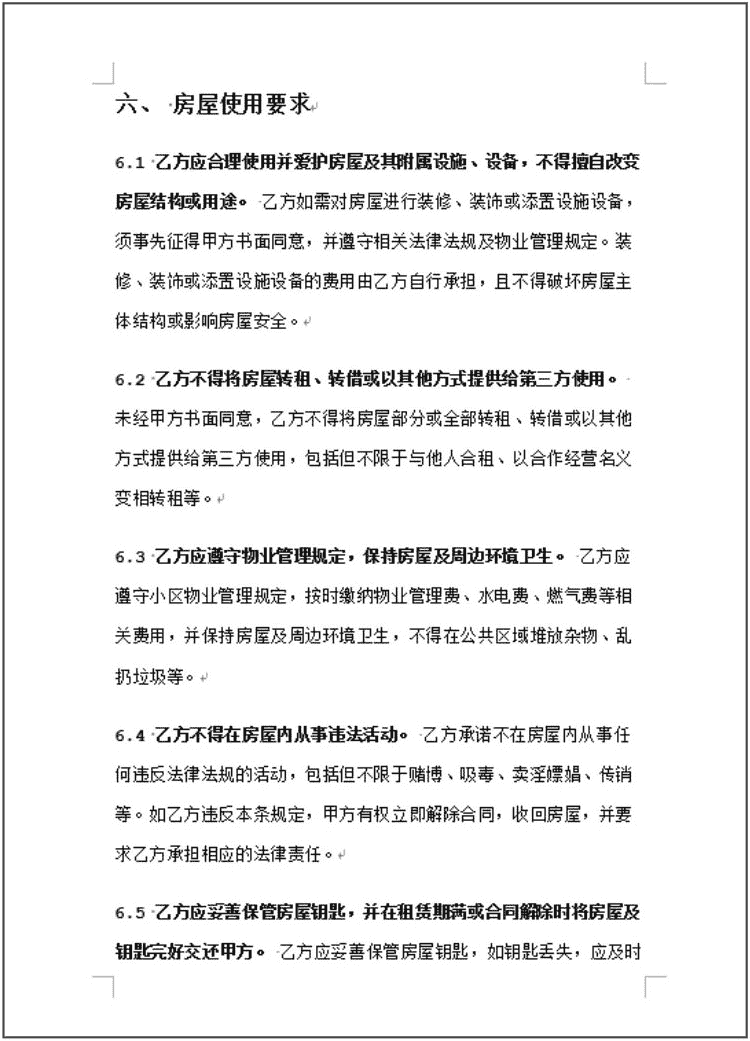 六、 房屋使用要求
6.1 乙方应合理使用并爱护房屋及其附属设施、设备，不得擅自改变
房屋结构或用途。 乙方如需对房屋进行装修、装饰或添置设施设备，
须事先征得甲方书面同意，并遵守相关法律法规及物业管理规定。装
修、装饰或添置设施设备的费用由乙方自行承担，且不得破坏房屋主
体结构或影响房屋安全。
6.2 乙方不得将房屋转租、转借或以其他方式提供给第三方使用。
未经甲方书面同意，乙方不得将房屋部分或全部转租、转借或以其他
方式提供给第三方使用，包括但不限于与他人合租、以合作经营名义
变相转租等。
6.3 乙方应遵守物业管理规定，保持房屋及周边环境卫生。 乙方应
遵守小区物业管理规定，按时缴纳物业管理费、水电费、燃气费等相
关费用，并保持房屋及周边环境卫生，不得在公共区域堆放杂物、乱
扔垃圾等。
6.4 乙方不得在房屋内从事违法活动。 乙方承诺不在房屋内从事任
何违反法律法规的活动，包括但不限于赌博、吸毒、卖淫嫖娼、传销
等。如乙方违反本条规定，甲方有权立即解除合同，收回房屋，并要
求乙方承担相应的法律责任。
6.5 乙方应妥善保管房屋钥匙，并在租赁期满或合同解除时将房屋及
钥匙完好交还甲方。 乙方应妥善保管房屋钥匙，如钥匙丢失，应及时